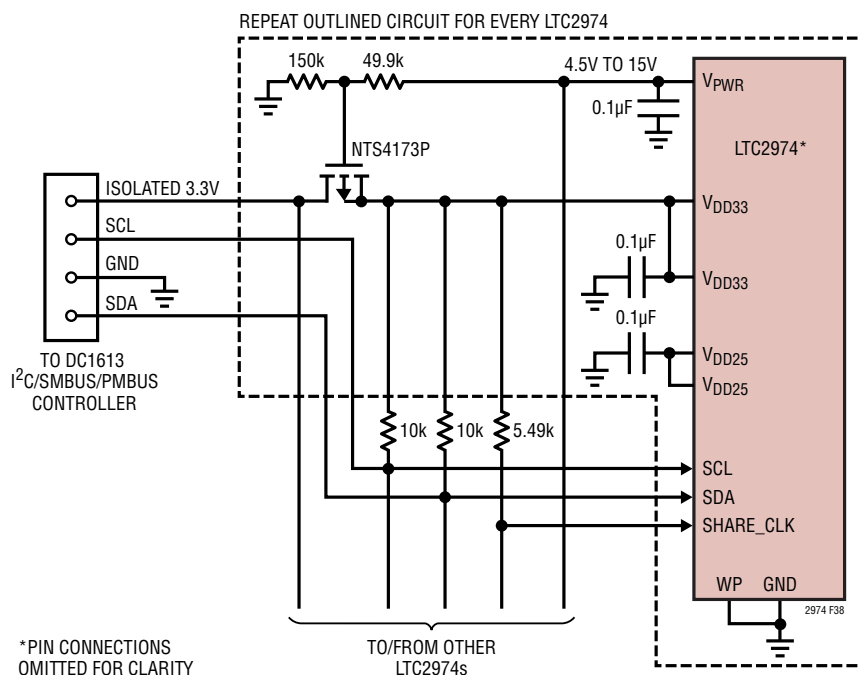 REPEAT OUTLINED CIRCUIT FOR EVERY LTC2974
150k
49.9k
4.5V TO 15V
0.1µF
VPWR
LTC2974*
NTS4173P
ISOLATED 3.3V
SCL
GND
SDA
TO DC1613
I2C/SMBUS/PMBUS
CONTROLLER
VDD33
0.1µF
VDD33
0.1µF
VDD25
VDD25
10k
10k
5.49k
SCL
SDA
SHARE_CLK
WP
GND
2974 F38
*PIN CONNECTIONS
OMITTED FOR CLARITY
TO/FROM OTHER
LTC2974s